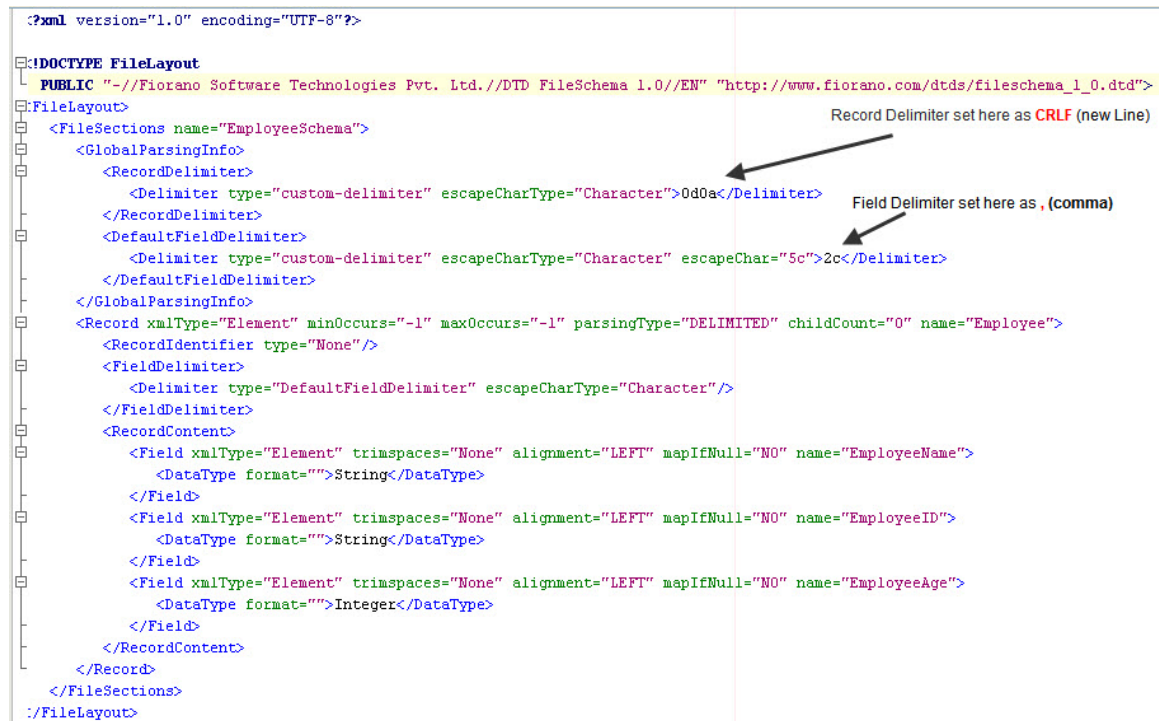 <?xml version="1.0" encoding="UTF-8"?>
<!DOCTYPE FileLayout
PUBLIC "-//Fiorano Software Technologies Pvt. Ltd.//DTD FileSchema 1.0//EN" "http://www.fiorano.com/dtds/fileschema_1_0.dtd">
<FileLayout>
Record Delimiter set here as CRLF (new Line)
<FileSections name="EmployeeSchema">
<GlobalParsingInfo>
<RecordDelimiter>
<Delimiter type="custom-delimiter" escapeCharType="Character">0d0a</Delimiter>
Field Delimiter set here as , (comma)
</RecordDelimiter>
<DefaultFieldDelimiter>
<Delimiter type="custom-delimiter" escapeCharType="Character" escapeChar="5c">2c</Delimiter>
</DefaultFieldDelimiter>
</GlobalParsingInfo>
<Record xmlType="Element" minOccurs="-1" maxOccurs="-1" parsingType="DELIMITED" childCount="0" name="Employee">
<RecordIdentifier type="None"/>
<FieldDelimiter>
<Delimiter type="DefaultFieldDelimiter" escapeCharType="Character"/>
</FieldDelimiter>
<RecordContent>
<Field xmlType="Element" trimspaces="None" alignment="LEFT" mapIfNull="NO" name="EmployeeName">
<DataType format="">String</DataType>
</Field>
<Field xmlType="Element" trimspaces="None" alignment="LEFT" mapIfNull="NO" name="EmployeeID">
<DataType format="">String</DataType>
</Field>
<Field xmlType="Element" trimspaces="None" alignment="LEFT" mapIfNull="NO" name="EmployeeAge">
<DataType format="">Integer</DataType>
</Field>
</RecordContent>
</Record>
</FileSections>
</FileLayout>